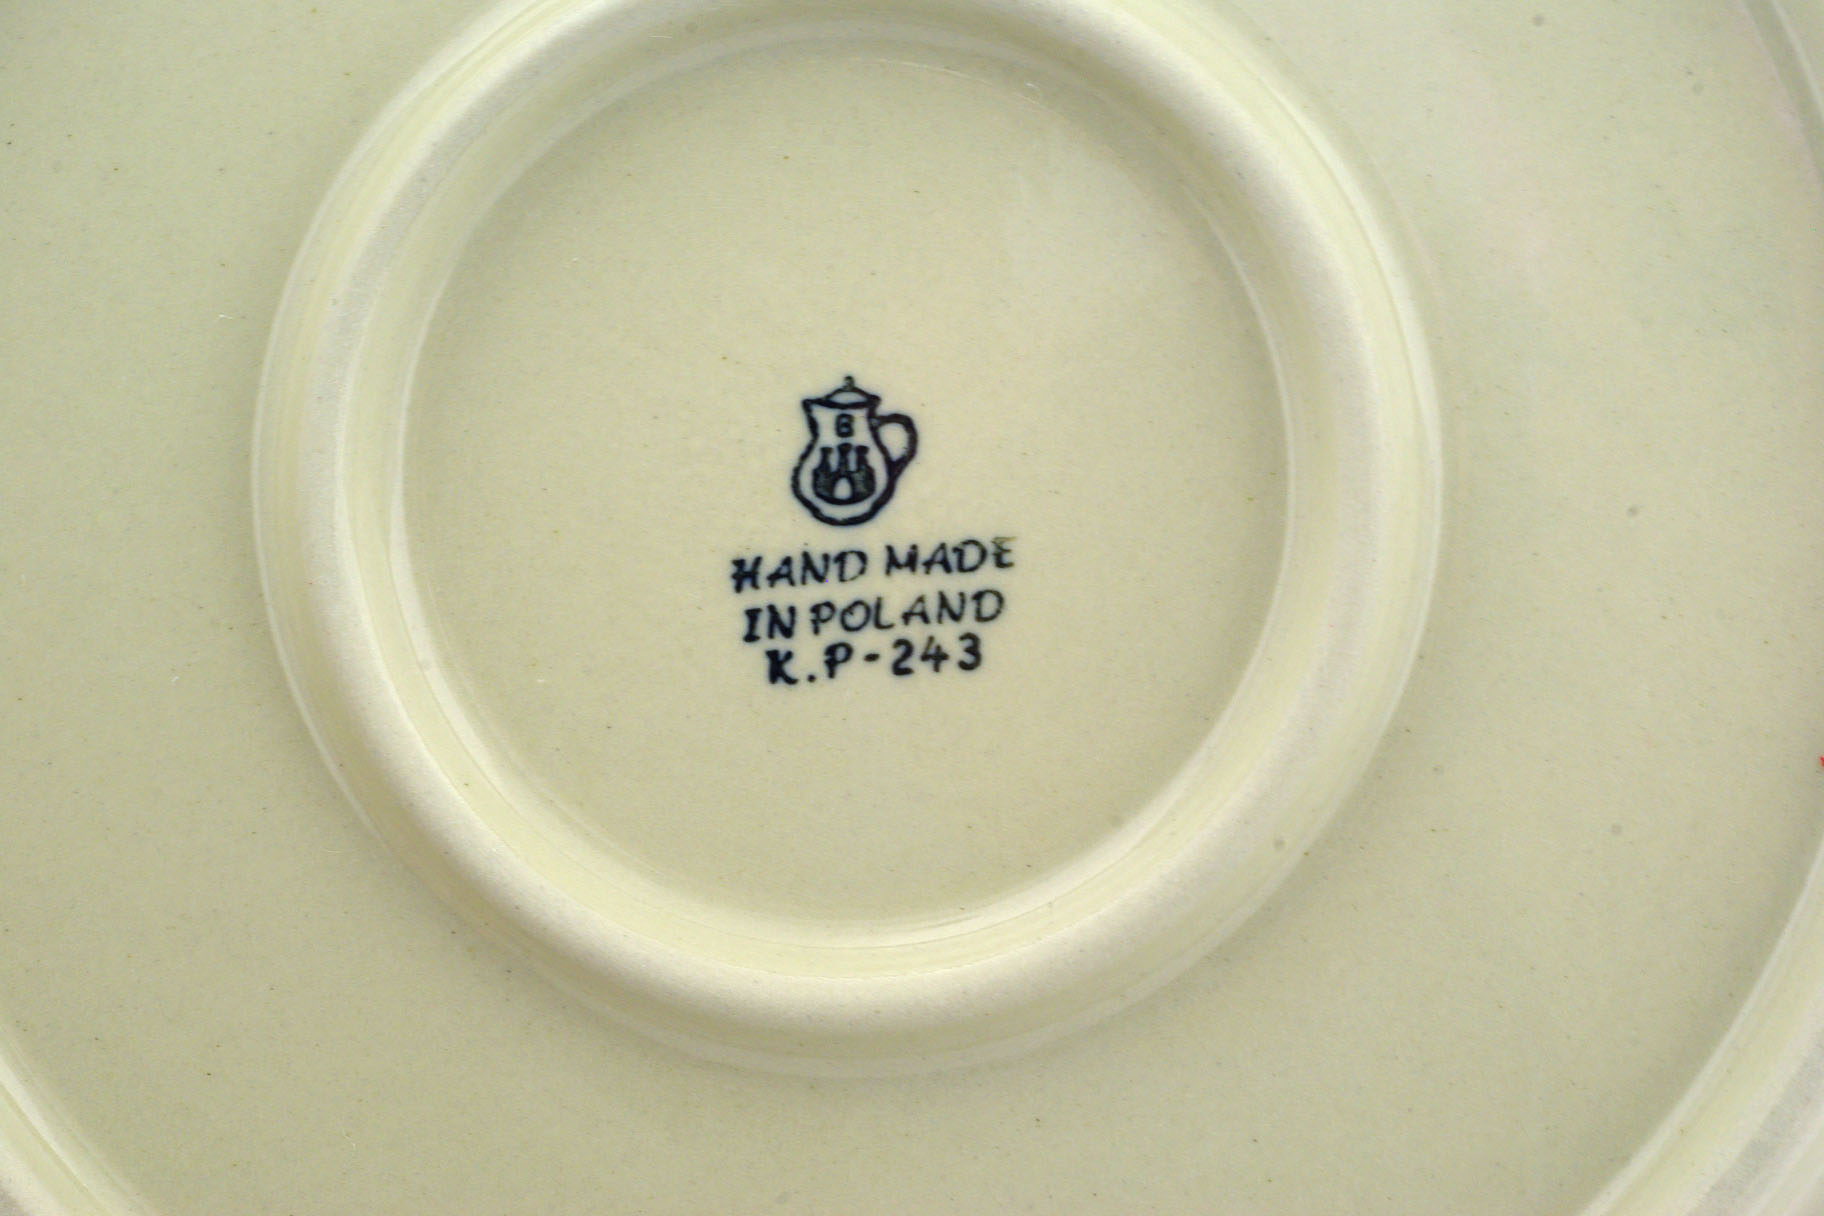 B
HAND MADE
IN POLAND
K.P-243